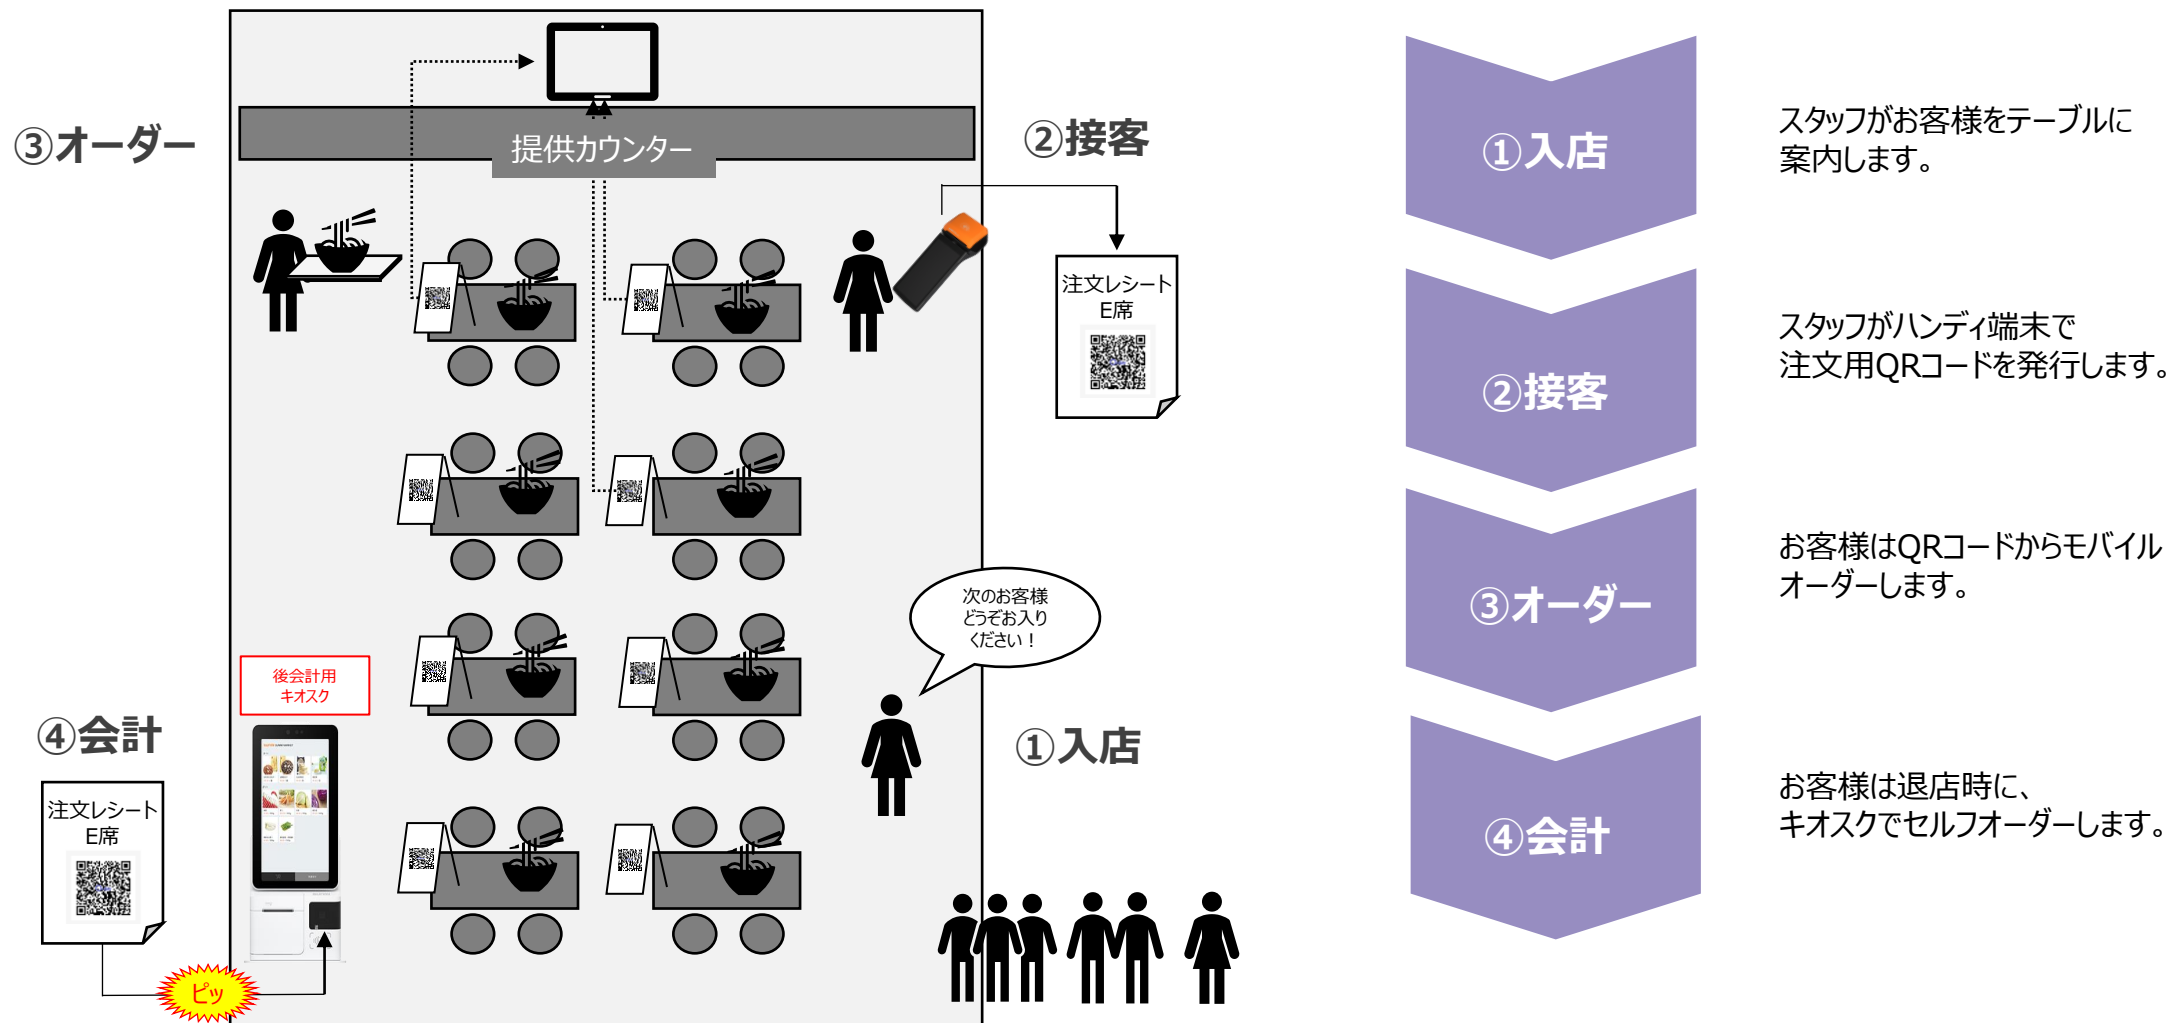 ③オーダー
提供カウンター
②接客
注文レシート
E席
次のお客様
どうぞお入り
ください！
後会計用
キオスク
④会計
①入店
注文レシート
E席
ピッ
①入店
スタッフがお客様をテーブルに
案内します。
②接客
スタッフがハンディ端末で
注文用QRコードを発行します。
③オーダー
お客様はQRコードからモバイル
オーダーします。
④会計
お客様は退店時に、
キオスクでセルフオーダーします。